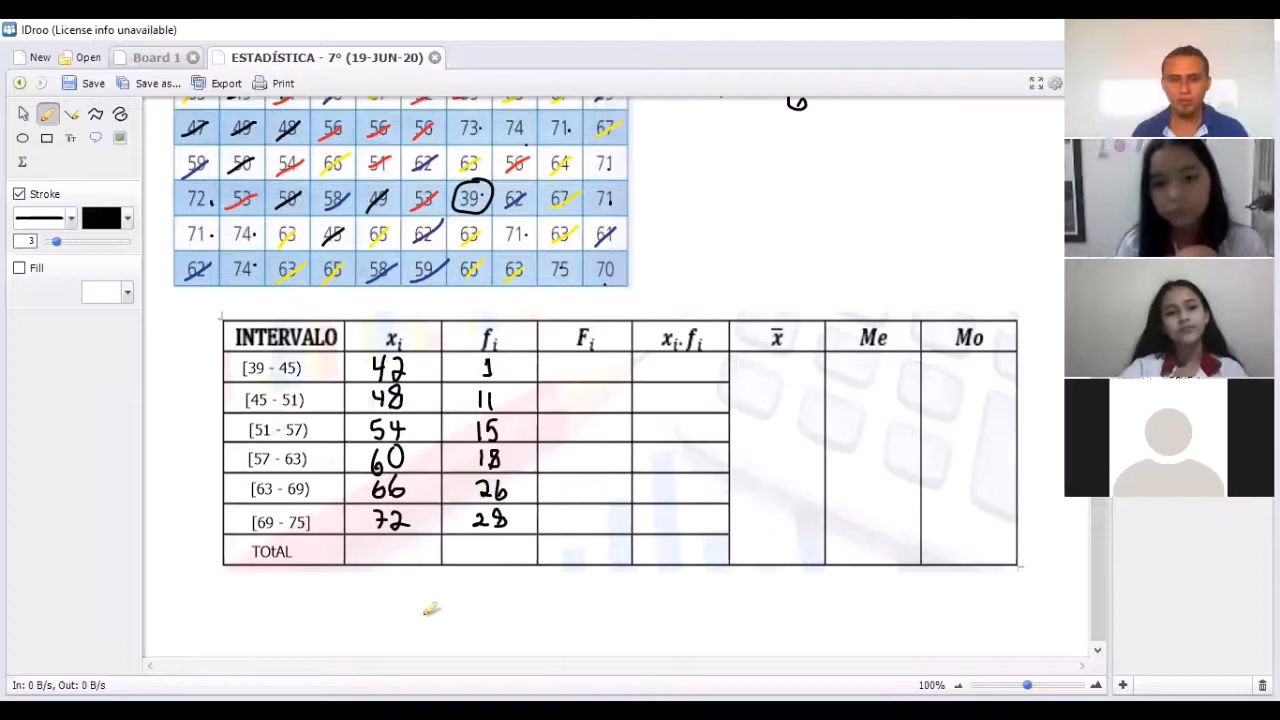 IDroo (License info unavailable)
New Open Board 1 ESTADÍSTICA - 7º (19-JUN-20)
Save Save as... Export Print
Stroke
3
Fill
6
47 49 48 56 56 56 73 74 71 67
59 50 54 66 51 62 63 56 64 71
72 53 50 58 49 53 39 62 67 71
71 74 63 45 65 62 63 71 63 61
62 74 63 65 58 59 65 63 75 70
INTERVALO xi fi Fi xi.fi x̄ Me Mo
[39 - 45) 42 1
[45 - 51) 48 11
[51 - 57) 54 15
[57 - 63) 60 18
[63 - 69) 66 26
[69 - 75] 72 28
TOtAL
In: 0 B/s, Out: 0 B/s 100%